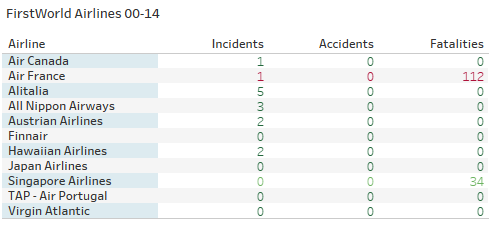 FirstWorld Airlines 00-14
Airline Incidents Accidents Fatalities
Air Canada 1 0 0
Air France 1 0 112
Alitalia 5 0 0
All Nippon Airways 3 0 0
Austrian Airlines 2 0 0
Finnair 0 0 0
Hawaiian Airlines 2 0 0
Japan Airlines 0 0 0
Singapore Airlines 0 0 34
TAP - Air Portugal 0 0 0
Virgin Atlantic 0 0 0